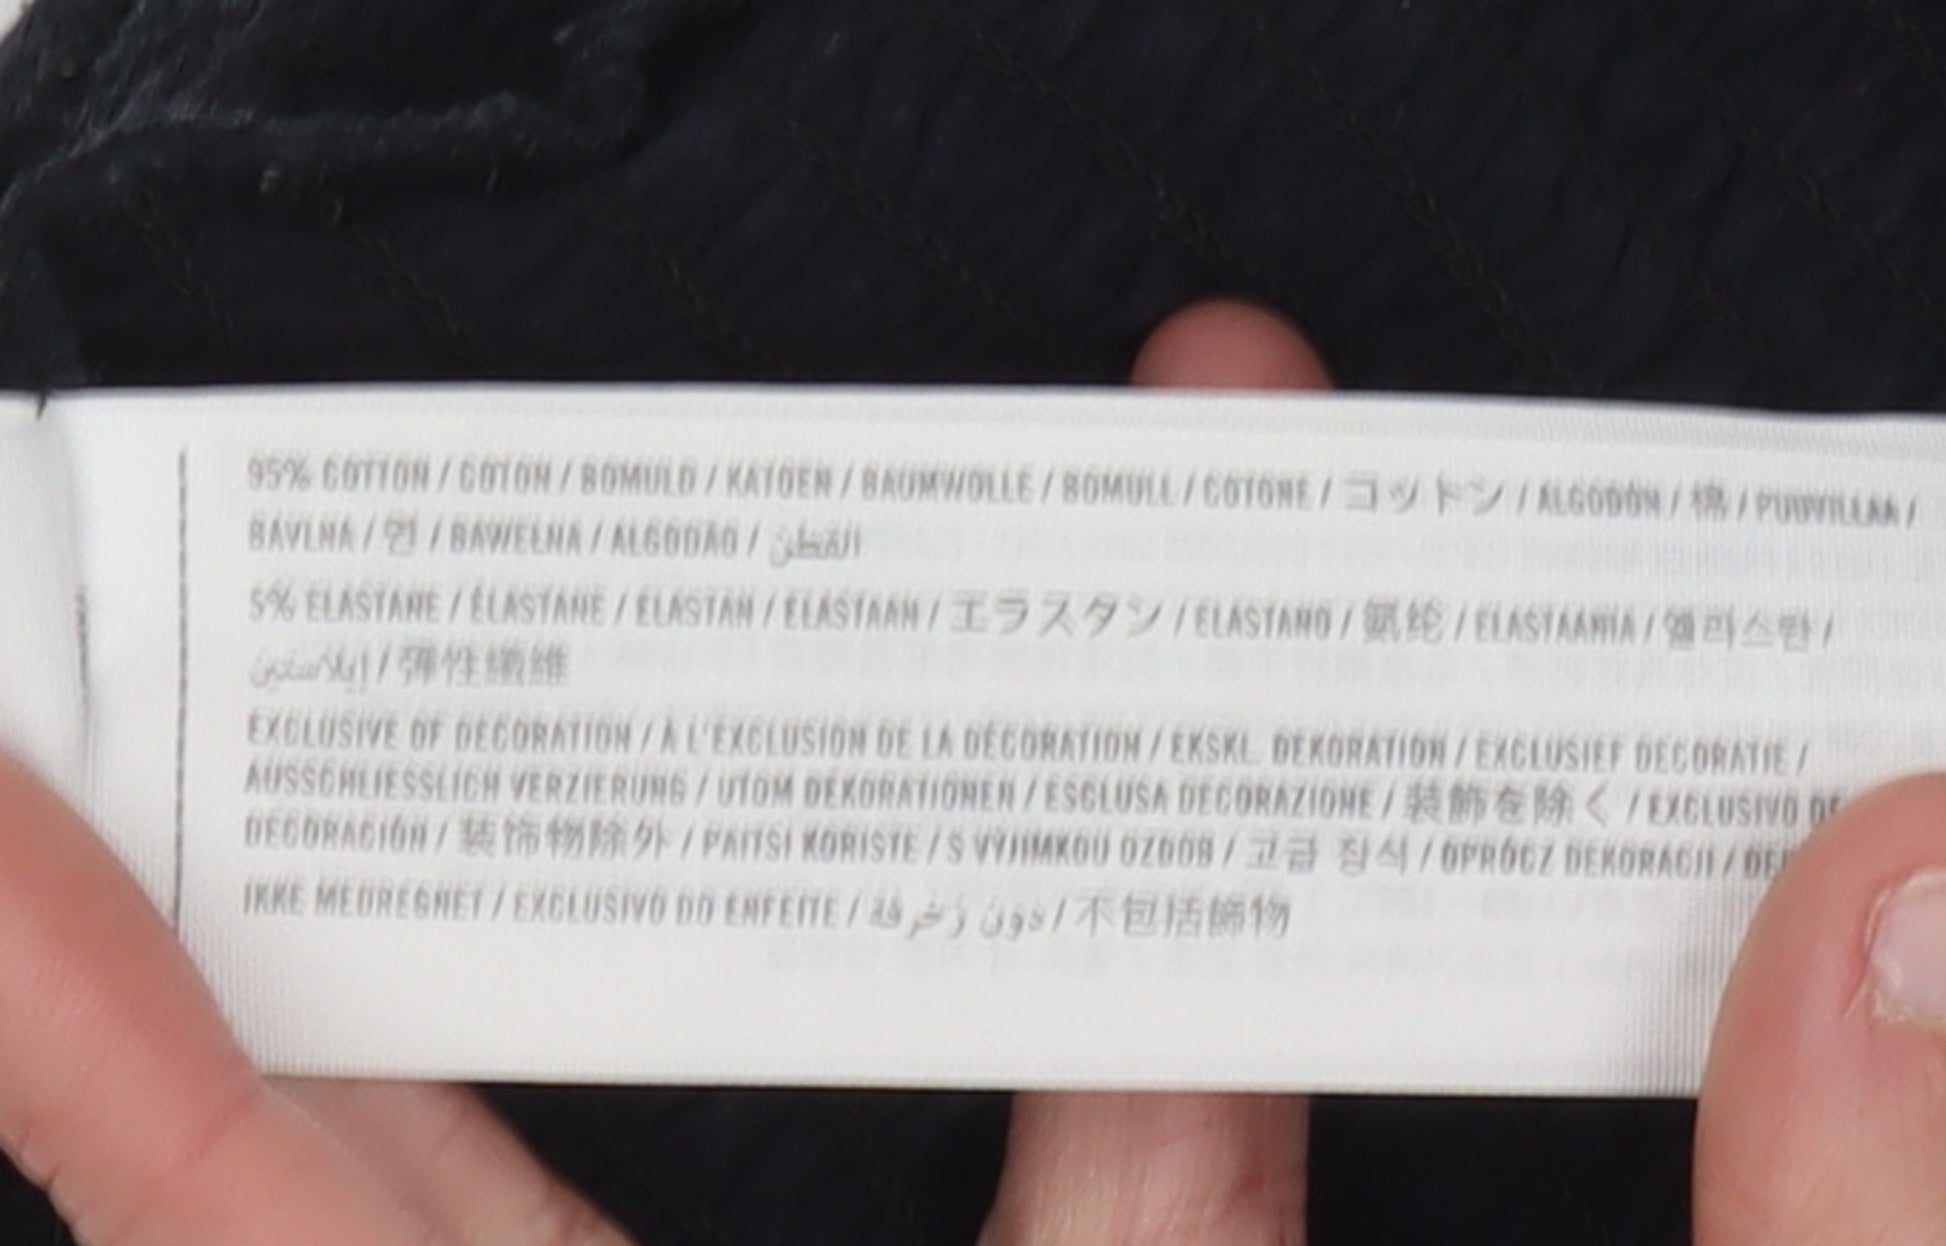 95% COTTON / COTON / BOMULD / KATOEN / BAUMWOLLE / BOMULL / COTONE / コットン / ALGODÓN / 棉 / PUUVILLAA /
BAVLNA / 면 / BAWEŁNA / ALGODÃO / القطن
5% ELASTANE / ÉLASTANE / ELASTAN / ELASTAAN / エラスタン / ELASTANO / 氨纶 / ELASTAANIA / 엘라스탄 /
إيلاستين / 彈性纖維
EXCLUSIVE OF DECORATION / À L'EXCLUSION DE LA DÉCORATION / EKSKL. DEKORATION / EXCLUSIEF DECORATIE /
AUSSCHLIESSLICH VERZIERUNG / UTOM DEKORATIONEN / ESCLUSA DECORAZIONE / 装飾を除く / EXCLUSIVO DE
DECORACIÓN / 装饰物除外 / PAITSI KORISTE / S VÝJIMKOU OZDOB / 고급 장식 / OPRÓCZ DEKORACJI /
IKKE MEDREGNET / EXCLUSIVO DO ENFEITE / دون زخرفة / 不包括飾物